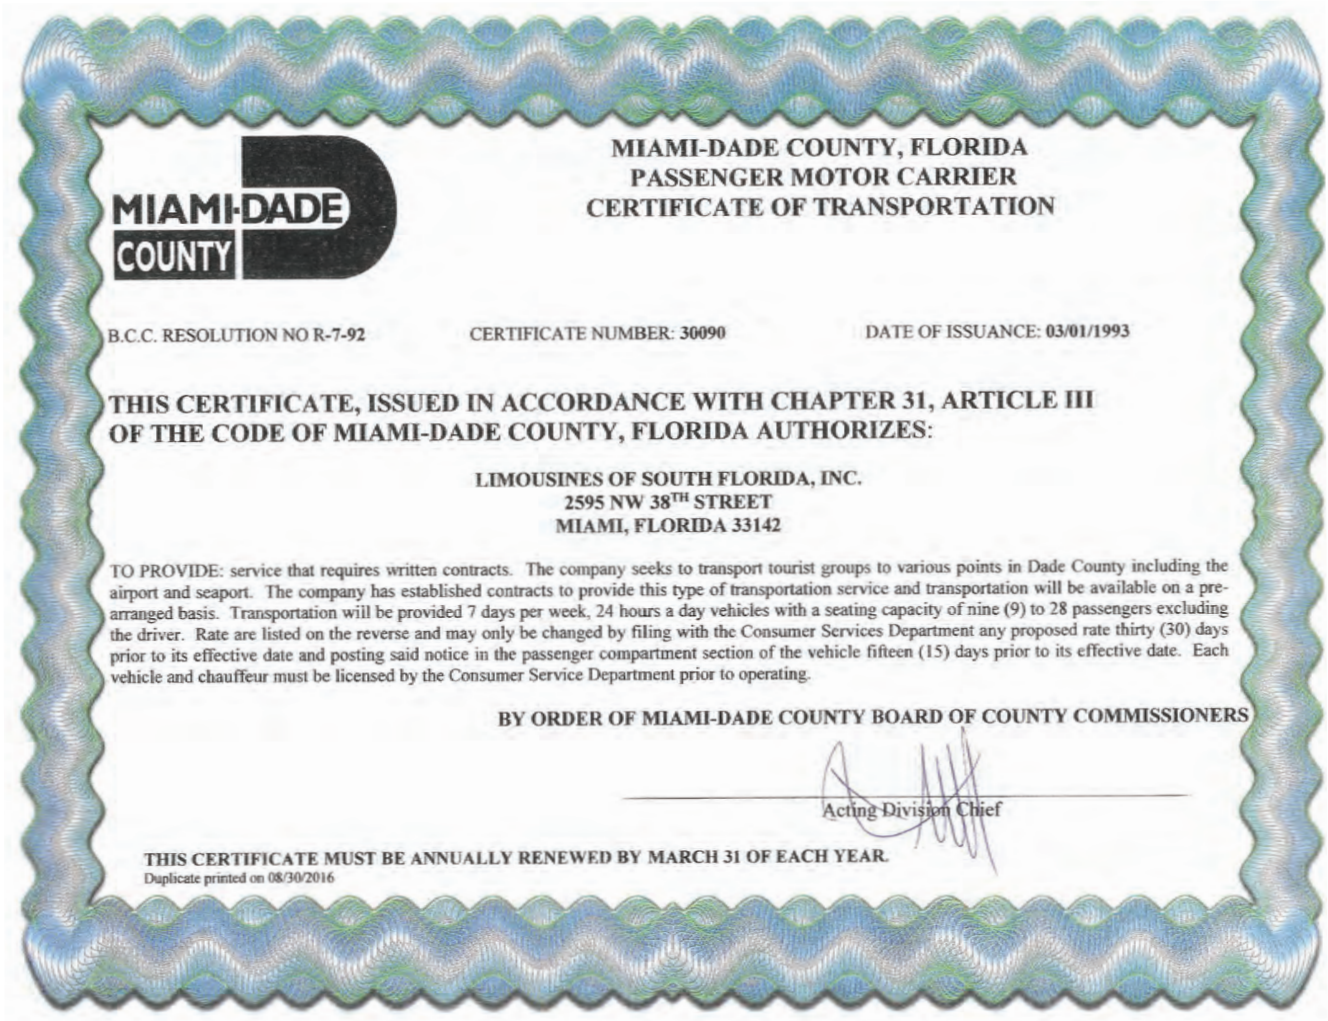 MIAMI-DADE
COUNTY
MIAMI-DADE COUNTY, FLORIDA
PASSENGER MOTOR CARRIER
CERTIFICATE OF TRANSPORTATION
B.C.C. RESOLUTION NO R-7-92 CERTIFICATE NUMBER: 30090 DATE OF ISSUANCE: 03/01/1993
THIS CERTIFICATE, ISSUED IN ACCORDANCE WITH CHAPTER 31, ARTICLE III
OF THE CODE OF MIAMI-DADE COUNTY, FLORIDA AUTHORIZES:
LIMOUSINES OF SOUTH FLORIDA, INC.
2595 NW 38TH STREET
MIAMI, FLORIDA 33142
TO PROVIDE: service that requires written contracts. The company seeks to transport tourist groups to various points in Dade County including the
airport and seaport. The company has established contracts to provide this type of transportation service and transportation will be available on a pre-
arranged basis. Transportation will be provided 7 days per week, 24 hours a day vehicles with a seating capacity of nine (9) to 28 passengers excluding
the driver. Rate are listed on the reverse and may only be changed by filing with the Consumer Services Department any proposed rate thirty (30) days
prior to its effective date and posting said notice in the passenger compartment section of the vehicle fifteen (15) days prior to its effective date. Each
vehicle and chauffeur must be licensed by the Consumer Service Department prior to operating.
BY ORDER OF MIAMI-DADE COUNTY BOARD OF COUNTY COMMISSIONERS
Acting Division Chief
THIS CERTIFICATE MUST BE ANNUALLY RENEWED BY MARCH 31 OF EACH YEAR.
Duplicate printed on 08/30/2016